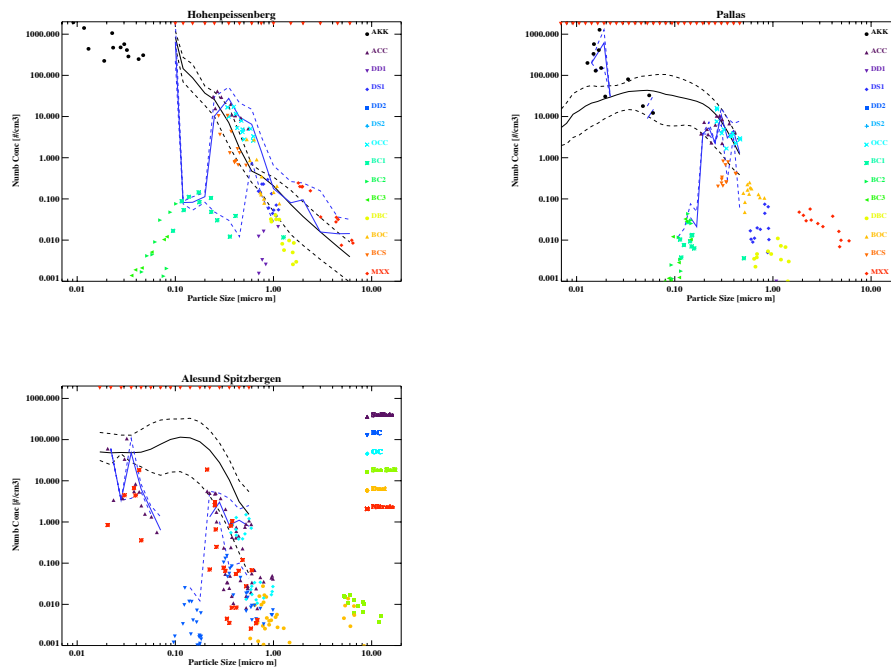 Hohenpeissenberg
Numb Conc [#/cm3]
1000.000
100.000
10.000
1.000
0.100
0.010
0.001
0.01
0.10
1.00
10.00
Particle Size [micro m]
AKK
ACC
DD1
DS1
DD2
DS2
OCC
BC1
BC2
BC3
DBC
BOC
BCS
MXX
Pallas
Numb Conc [#/cm3]
1000.000
100.000
10.000
1.000
0.100
0.010
0.001
0.10
1.00
10.00
Particle Size [micro m]
AKK
ACC
DD1
DS1
DD2
DS2
OCC
BC1
BC2
BC3
DBC
BOC
BCS
MXX
Alesund Spitzbergen
Numb Conc [#/cm3]
1000.000
100.000
10.000
1.000
0.100
0.010
0.001
0.01
0.10
1.00
10.00
Particle Size [micro m]
BC
OC
Sea Salt
Dust
Nitrate